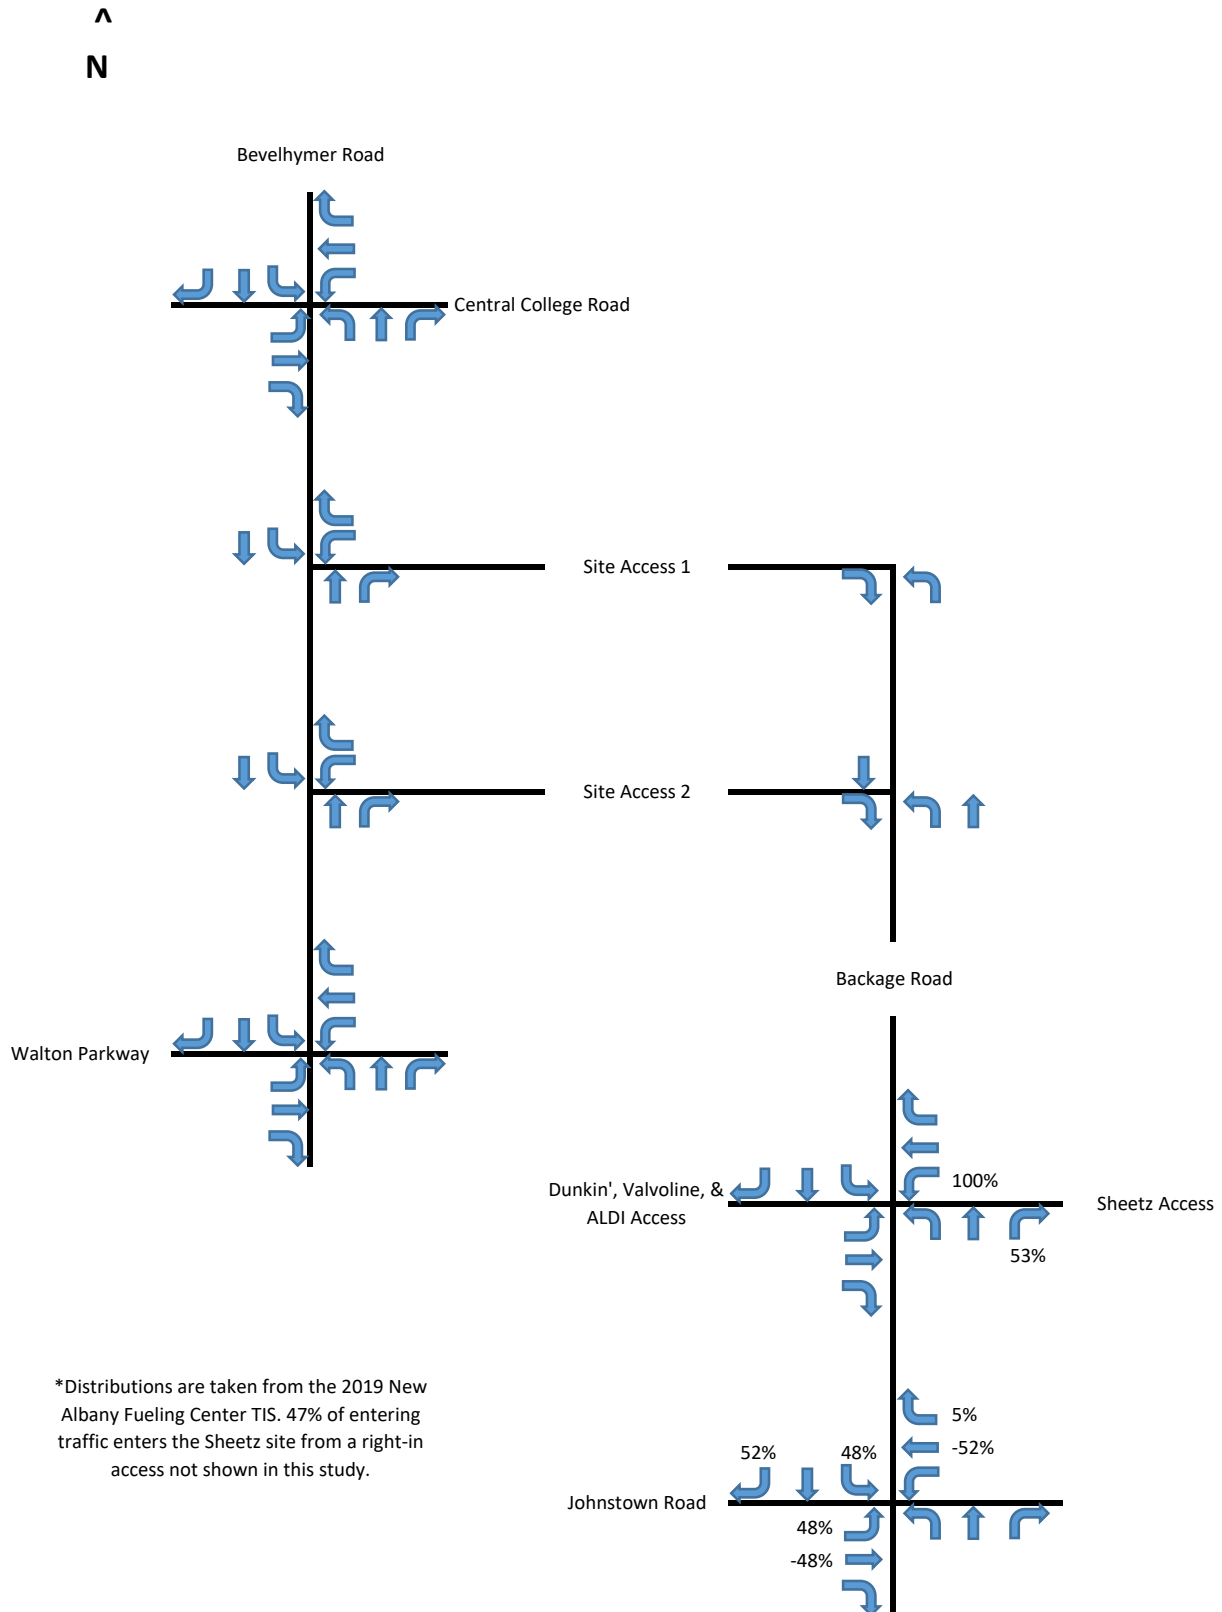 ^
N
Bevelhymer Road
Central College Road
Site Access 1
Site Access 2
Backage Road
Walton Parkway
Dunkin', Valvoline, &
ALDI Access
100%
Sheetz Access
53%
*Distributions are taken from the 2019 New
Albany Fueling Center TIS. 47% of entering
traffic enters the Sheetz site from a right-in
access not shown in this study.
5%
-52%
52%
48%
Johnstown Road
48%
-48%